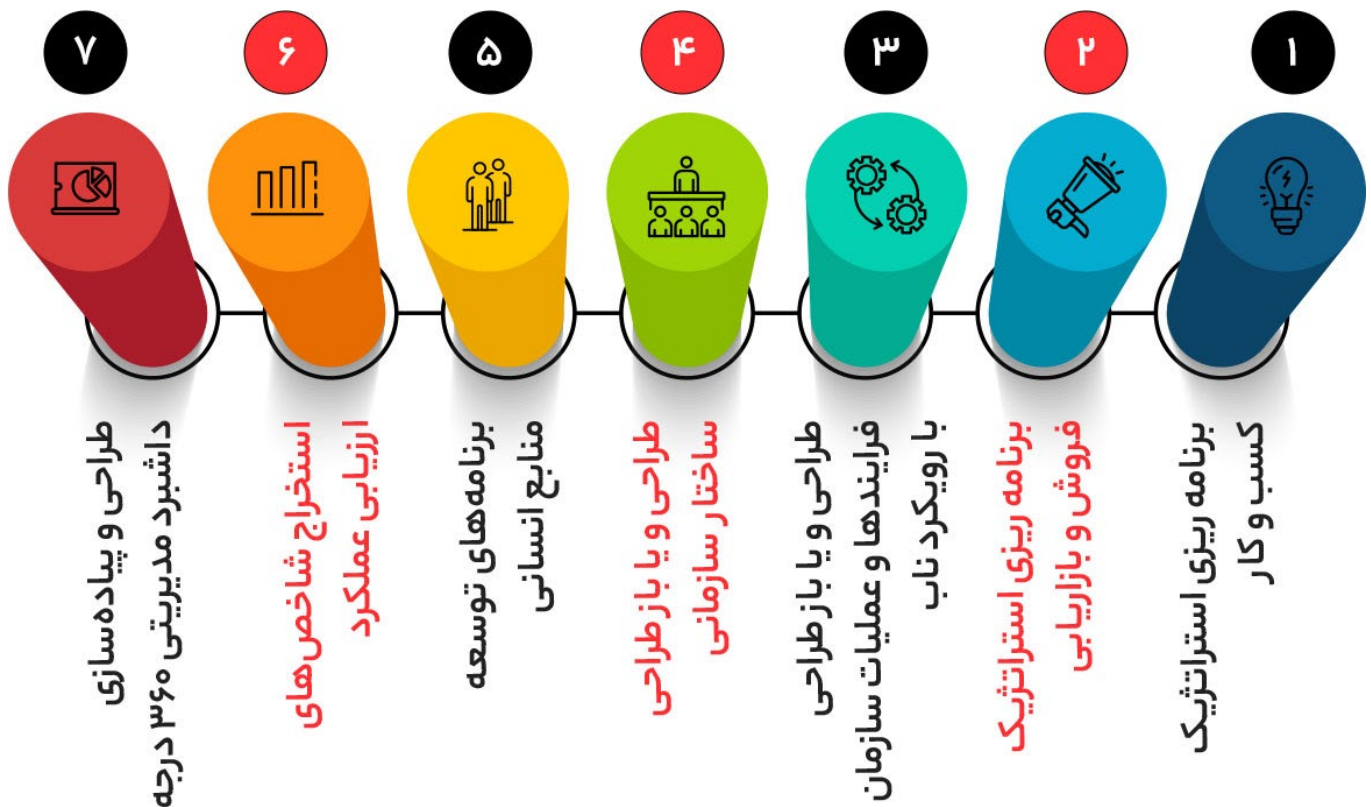 ۱
برنامه ریزی استراتژیک
کسب و کار
۲
برنامه ریزی استراتژیک
فروش و بازاریابی
۳
طراحی و یا بازطراحی
فرایندها و عملیات سازمان
با رویکرد ناب
۴
طراحی و یا بازطراحی
ساختار سازمانی
۵
برنامه‌های توسعه
منابع انسانی
۶
استخراج شاخص‌های
ارزیابی عملکرد
۷
طراحی و پیاده‌سازی
داشبرد مدیریتی ۳۶۰ درجه